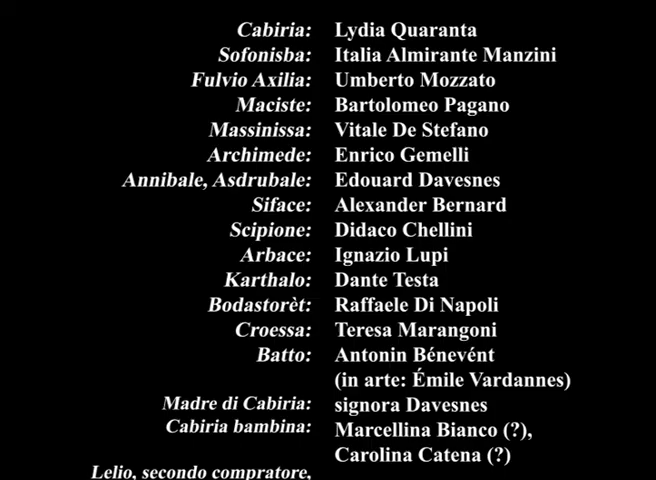 Cabiria: Lydia Quaranta
Sofonisba: Italia Almirante Manzini
Fulvio Axilia: Umberto Mozzato
Maciste: Bartolomeo Pagano
Massinissa: Vitale De Stefano
Archimede: Enrico Gemelli
Annibale, Asdrubale: Edouard Davesnes
Siface: Alexander Bernard
Scipione: Didaco Chellini
Arbace: Ignazio Lupi
Karthalo: Dante Testa
Bodastorèt: Raffaele Di Napoli
Croessa: Teresa Marangoni
Batto: Antonin Bénevént
(in arte: Émile Vardannes)
Madre di Cabiria: signora Davesnes
Cabiria bambina: Marcellina Bianco (?),
Carolina Catena (?)
Lelio, secondo compratore,